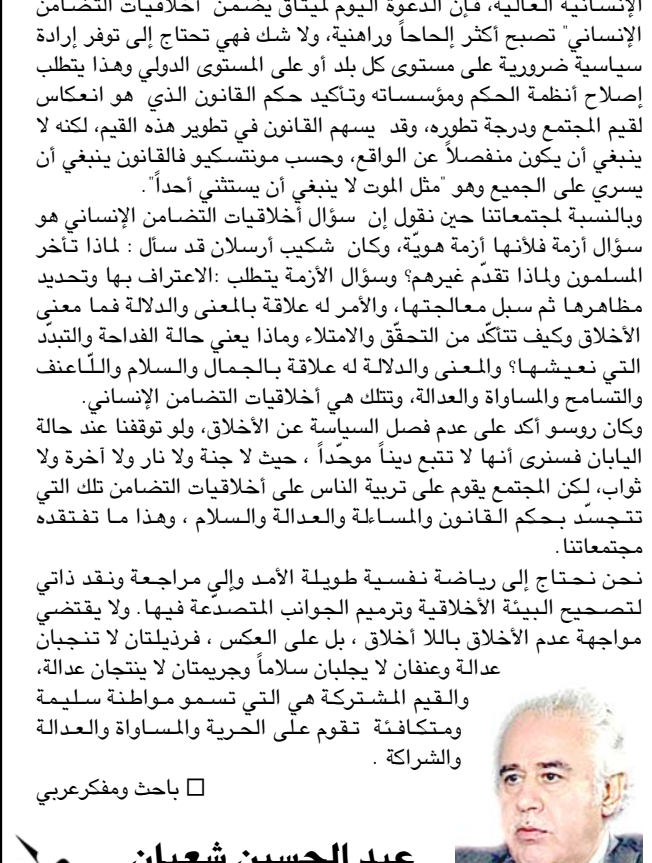 الإنسانية العالية، فإن الدعوة اليوم لميثاق يضمن "أخلاقيات التضامن
الإنساني" تصبح أكثر إلحاحاً وراهنية، ولا شك فهي تحتاج إلى توفر إرادة
سياسية ضرورية على مستوى كل بلد أو على المستوى الدولي وهذا يتطلب
إصلاح أنظمة الحكم ومؤسساته وتأكيد حكم القانون الذي هو انعكاس
لقيم المجتمع ودرجة تطوره، وقد يسهم القانون في تطوير هذه القيم، لكنه لا
ينبغي أن يكون منفصلاً عن الواقع، وحسب مونتسكيو فالقانون ينبغي أن
يسري على الجميع وهو "مثل الموت لا ينبغي أن يستثني أحداً".
وبالنسبة لمجتمعاتنا حين نقول إن سؤال أخلاقيات التضامن الإنساني هو
سؤال أزمة فلأنها أزمة هويّة، وكان شكيب أرسلان قد سأل : لماذا تأخر
المسلمون ولماذا تقدّم غيرهم؟ وسؤال الأزمة يتطلب :الاعتراف بها وتحديد
مظاهرها ثم سبل معالجتها، والأمر له علاقة بالمعنى والدلالة فما معنى
الأخلاق وكيف تتأكّد من التحقّق والامتلاء وماذا يعني حالة الفداحة والتبدّد
التي نعيشها؟ والمعنى والدلالة له علاقة بالجمال والسلام واللّاعنف
والتسامح والمساواة والعدالة، وتتلك هي أخلاقيات التضامن الإنساني.
وكان روسو أكد على عدم فصل السياسة عن الأخلاق، ولو توقفنا عند حالة
اليابان فسنرى أنها لا تتبع ديناً موحّداً ، حيث لا جنة ولا نار ولا آخرة ولا
ثواب، لكن المجتمع يقوم على تربية الناس على أخلاقيات التضامن تلك التي
تتجسّد بحكم القانون والمساءلة والعدالة والسلام ، وهذا ما تفتقده
مجتمعاتنا.
نحن نحتاج إلى رياضة نفسية طويلة الأمد وإلى مراجعة ونقد ذاتي
لتصحيح البيئة الأخلاقية وترميم الجوانب المتصدّعة فيها. ولا يقتضي
مواجهة عدم الأخلاق باللا أخلاق ، بل على العكس ، فرذيلتان لا تنجبان
عدالة وعنفان لا يجلبان سلاماً وجريمتان لا ينتجان عدالة،
والقيم المشتركة هي التي تسمو مواطنة سليمة
ومتكافئة تقوم على الحرية والمساواة والعدالة
والشراكة .
□ باحث ومفكرعربي
عبد الحسين شعبان